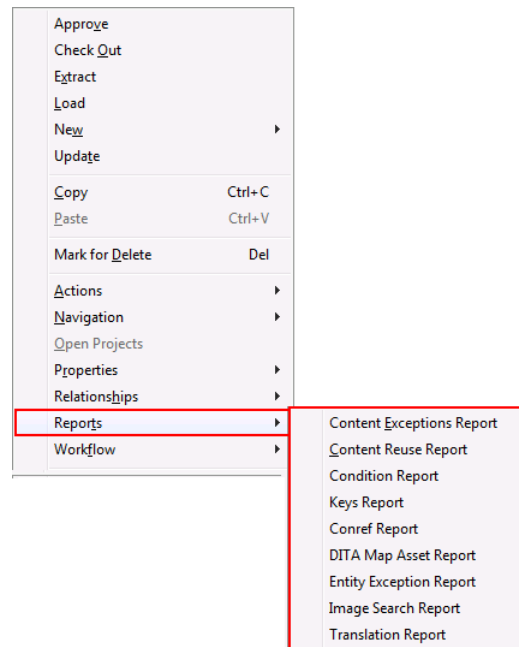 Approve
Check Out
Extract
Load
New
Update
Copy Ctrl+C
Paste Ctrl+V
Mark for Delete Del
Actions
Navigation
Open Projects
Properties
Relationships
Reports
Workflow
Content Exceptions Report
Content Reuse Report
Condition Report
Keys Report
Conref Report
DITA Map Asset Report
Entity Exception Report
Image Search Report
Translation Report